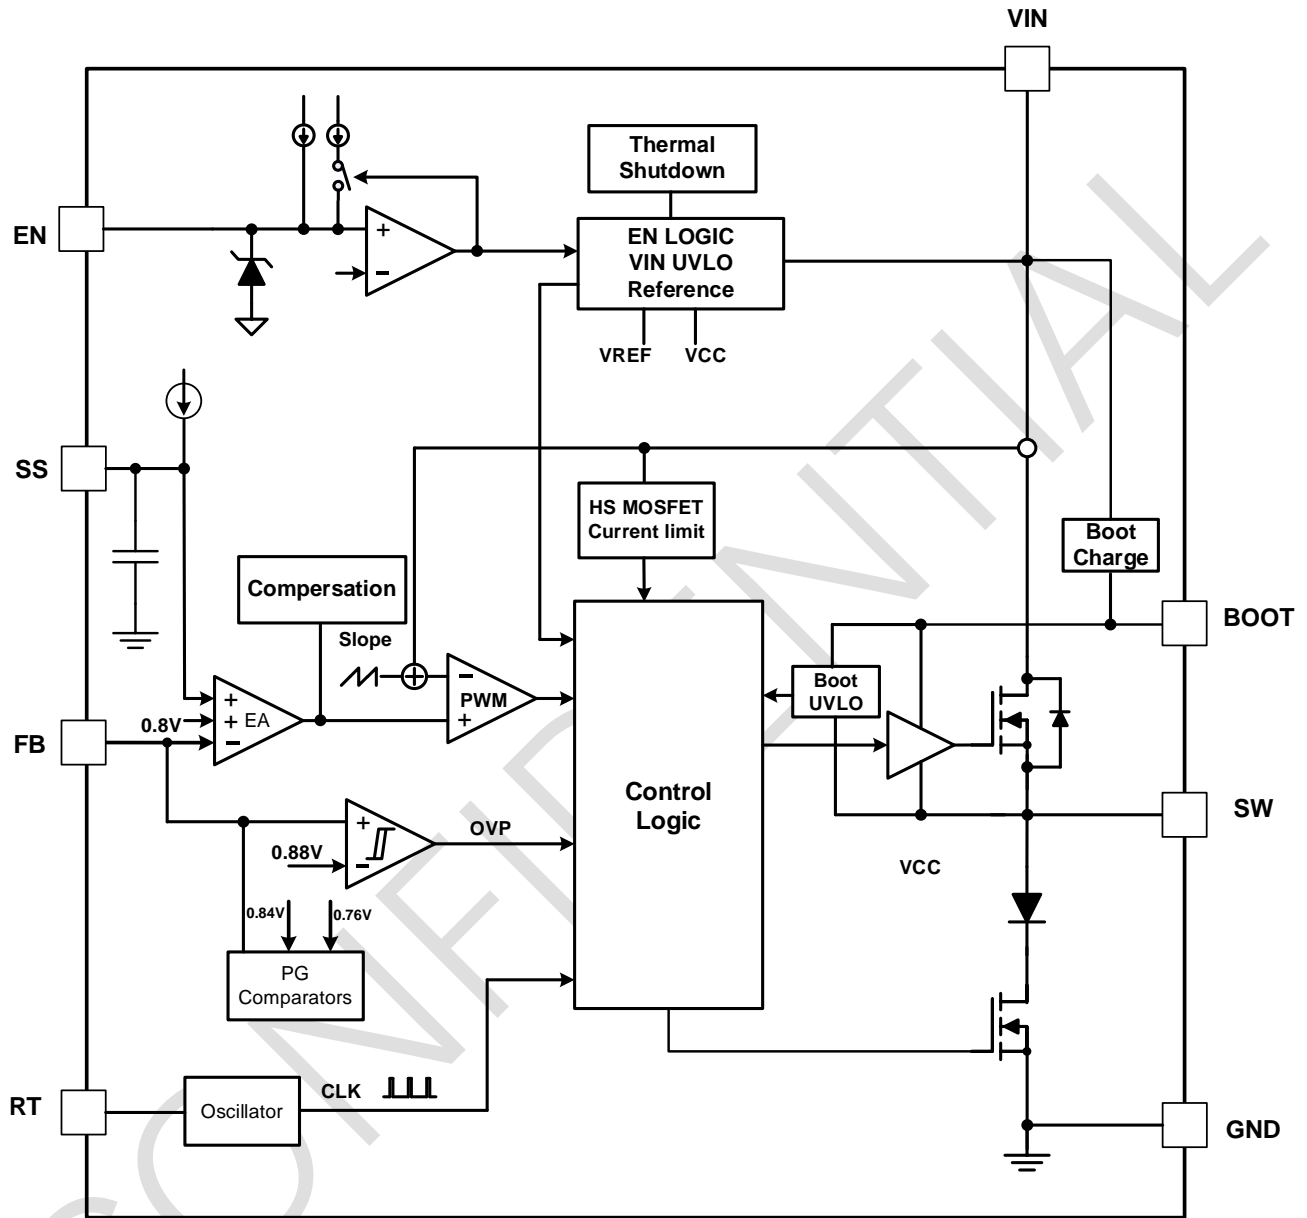 VIN
Thermal
Shutdown
EN
+
−
EN LOGIC
VIN UVLO
Reference
VREF
VCC
SS
HS MOSFET
Current limit
Boot
Charge
Compersation
BOOT
Slope
+
−
PWM
+
Boot
UVLO
+
+ EA
−
0.8V
FB
Control
Logic
SW
+
−
OVP
0.88V
VCC
0.84V
0.76V
PG
Comparators
RT
Oscillator
CLK
GND
CONFIDENTIAL